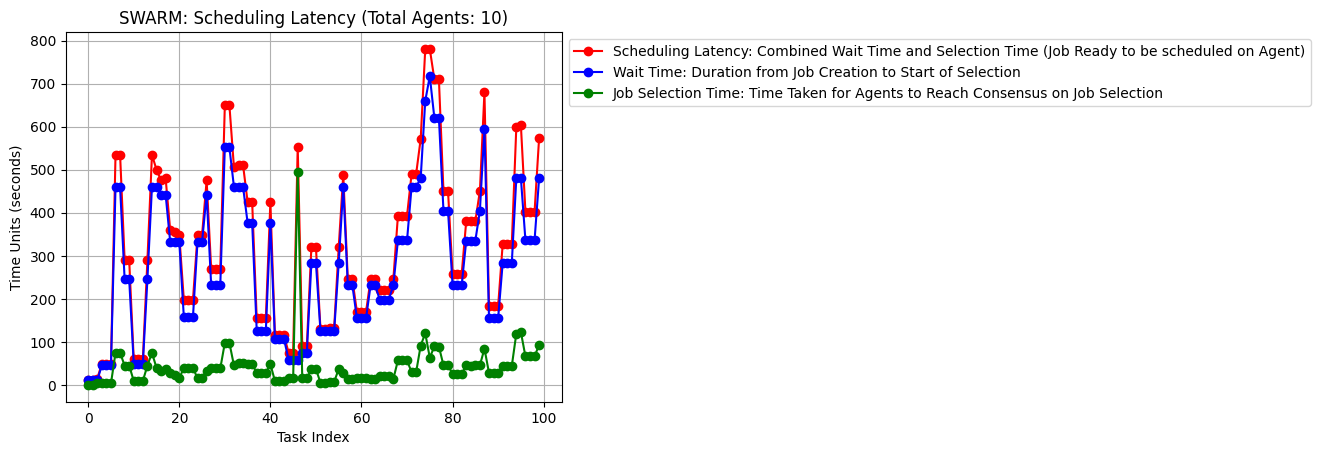 SWARM: Scheduling Latency (Total Agents: 10)
Scheduling Latency: Combined Wait Time and Selection Time (Job Ready to be scheduled on Agent)
Wait Time: Duration from Job Creation to Start of Selection
Job Selection Time: Time Taken for Agents to Reach Consensus on Job Selection
Time Units (seconds)
800
700
600
500
400
300
200
100
0
0 20 40 60 80 100
Task Index